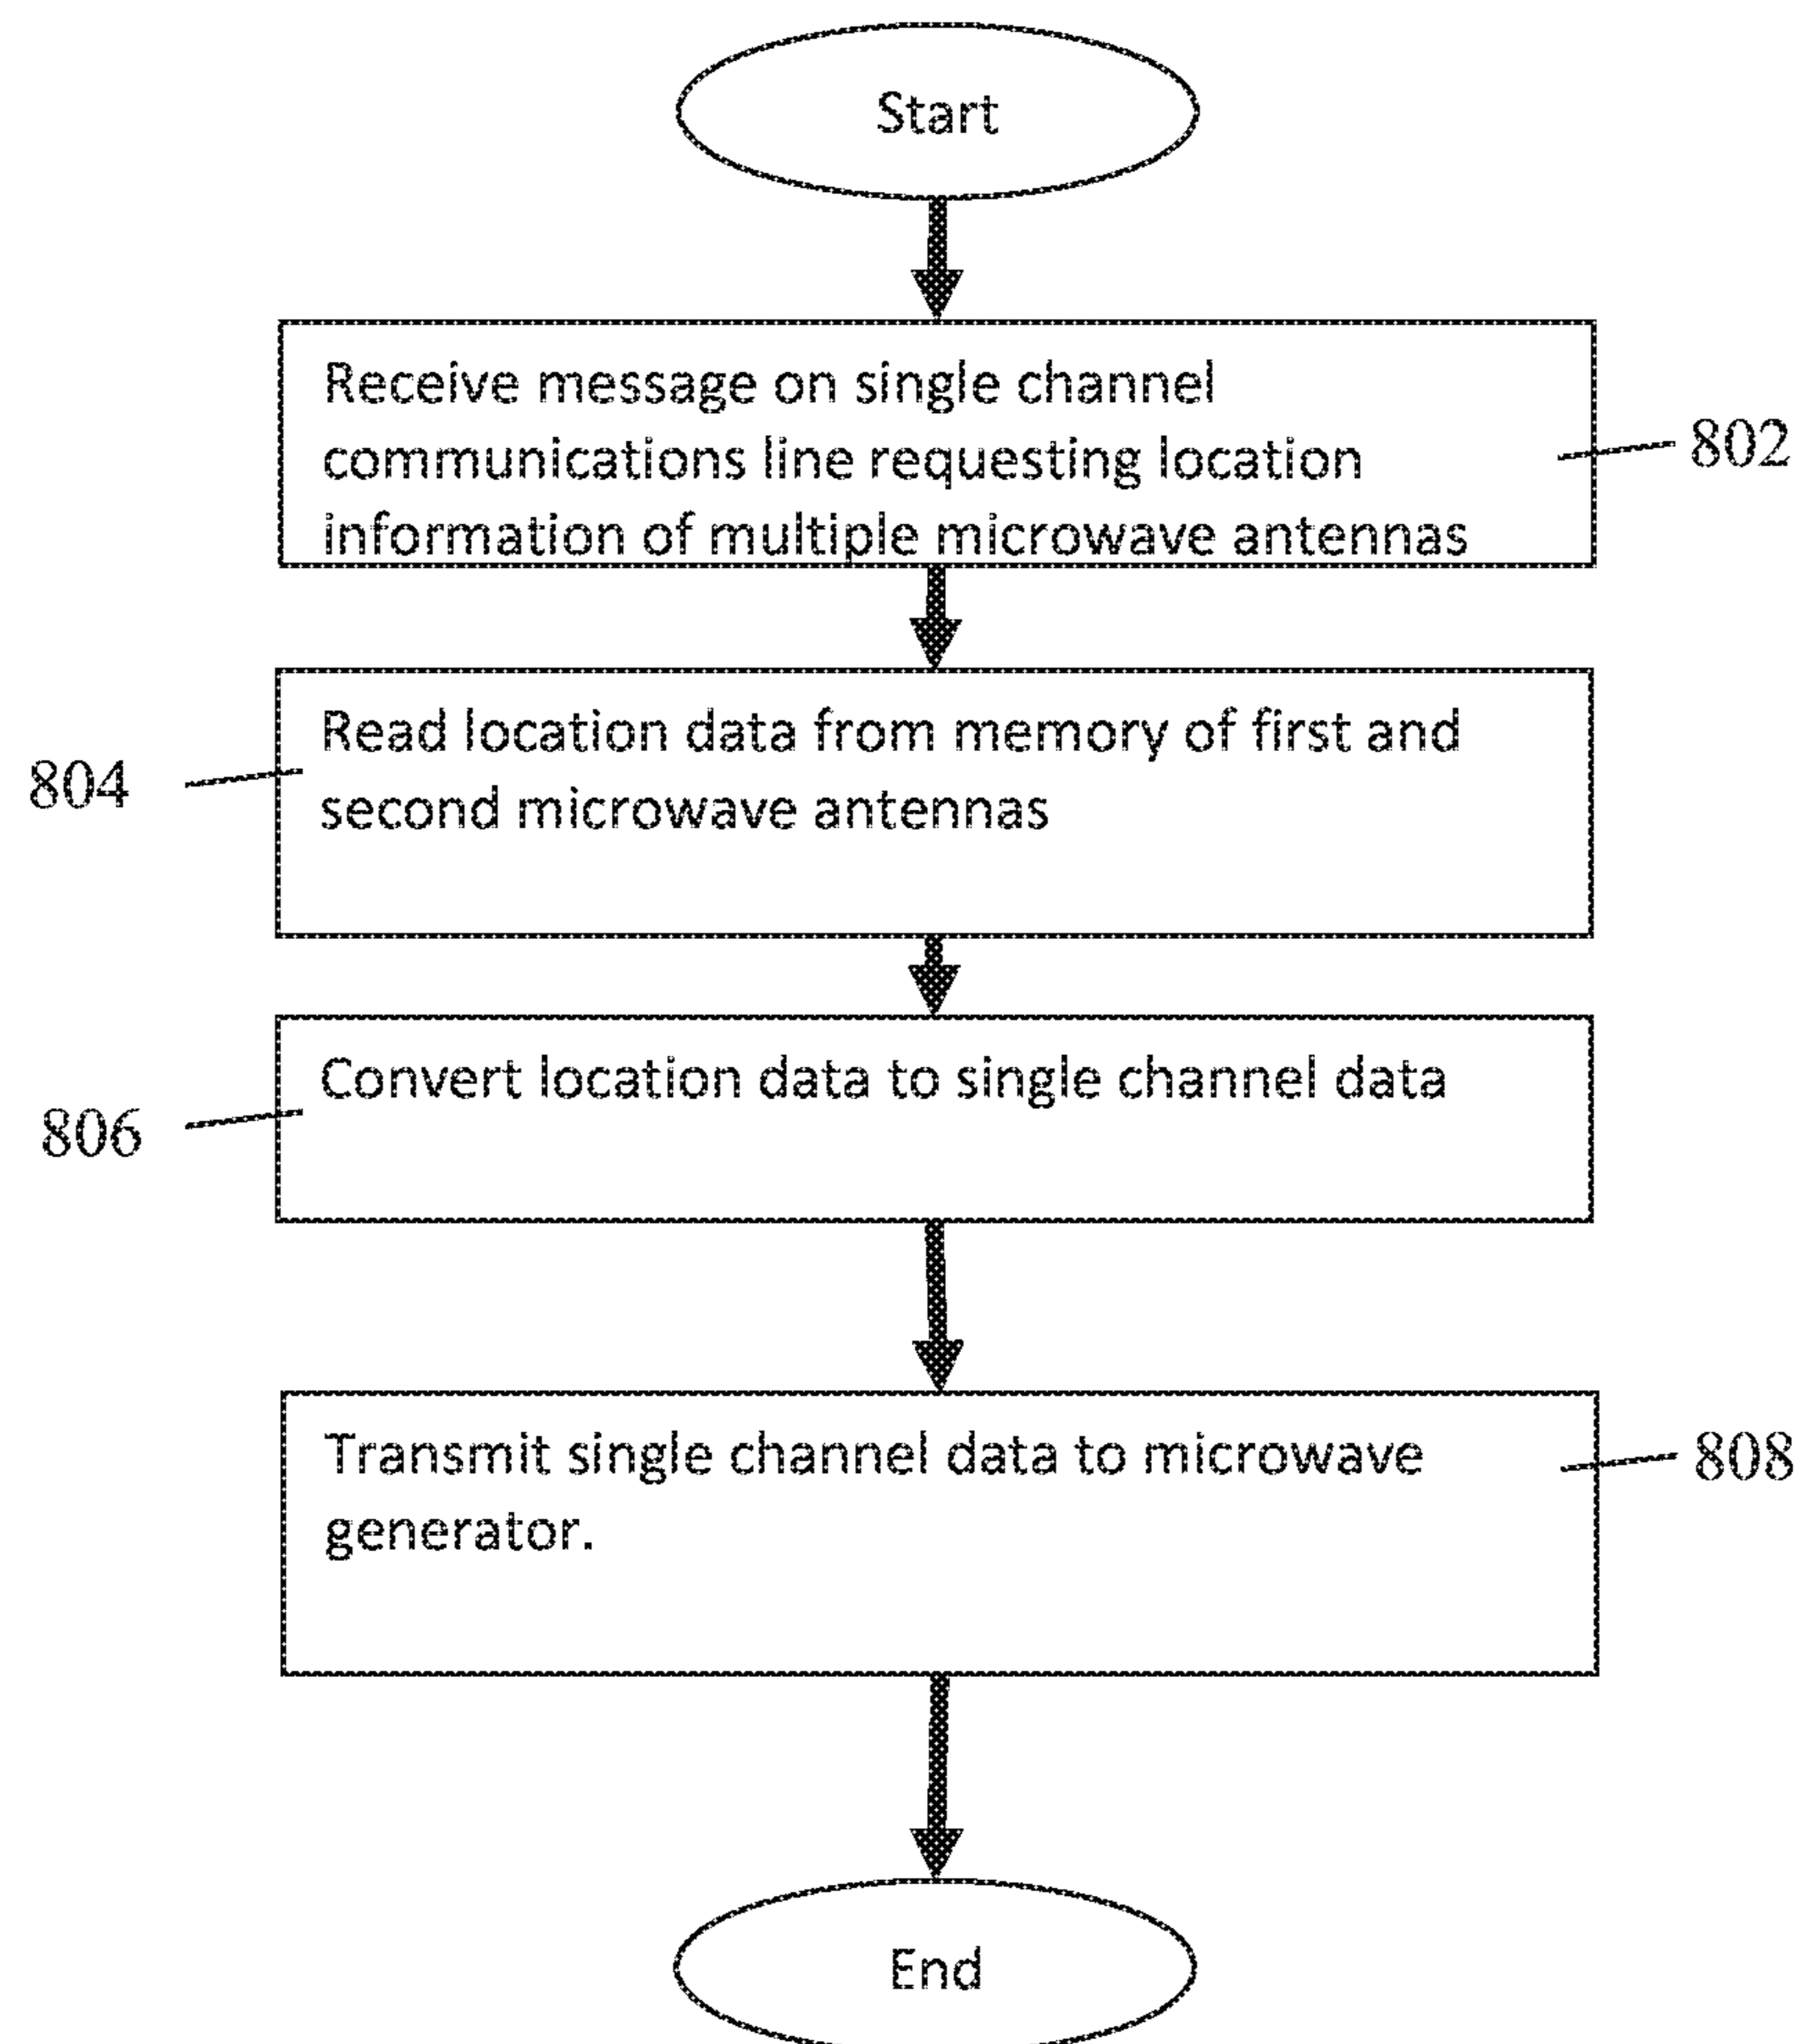 Start
Receive message on single channel
communications line requesting location
information of multiple microwave antennas
802
Read location data from memory of first and
second microwave antennas
804
Convert location data to single channel data
806
Transmit single channel data to microwave
generator.
808
End